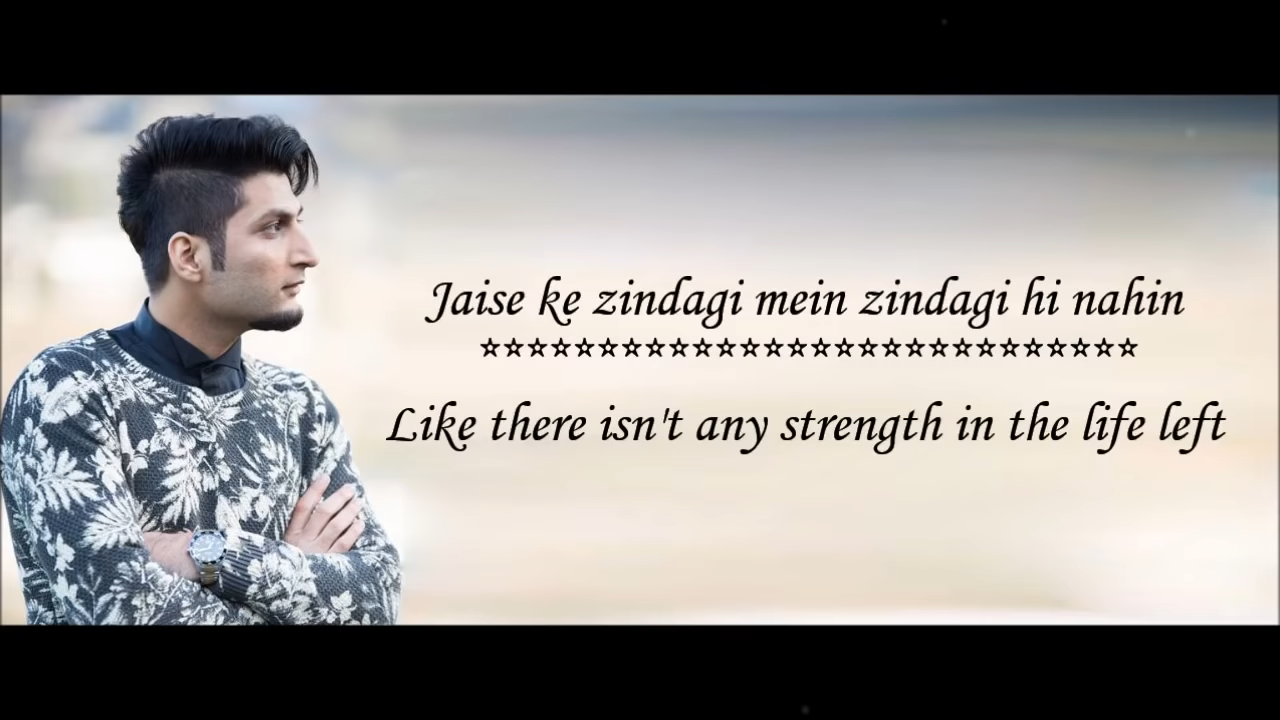 Jaise ke zindagi mein zindagi hi nahin
☆☆☆☆☆☆☆☆☆☆☆☆☆☆☆☆☆☆☆☆☆☆☆☆☆☆☆☆
Like there isn't any strength in the life left